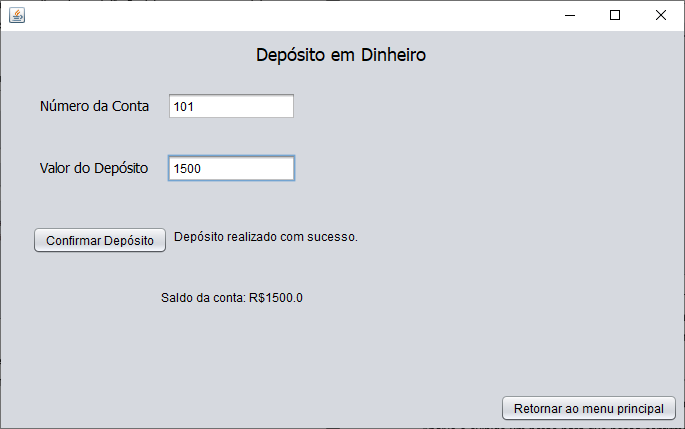 Depósito em Dinheiro
Número da Conta 101
Valor do Depósito 1500
Confirmar Depósito Depósito realizado com sucesso.
Saldo da conta: R$1500.0
Retornar ao menu principal